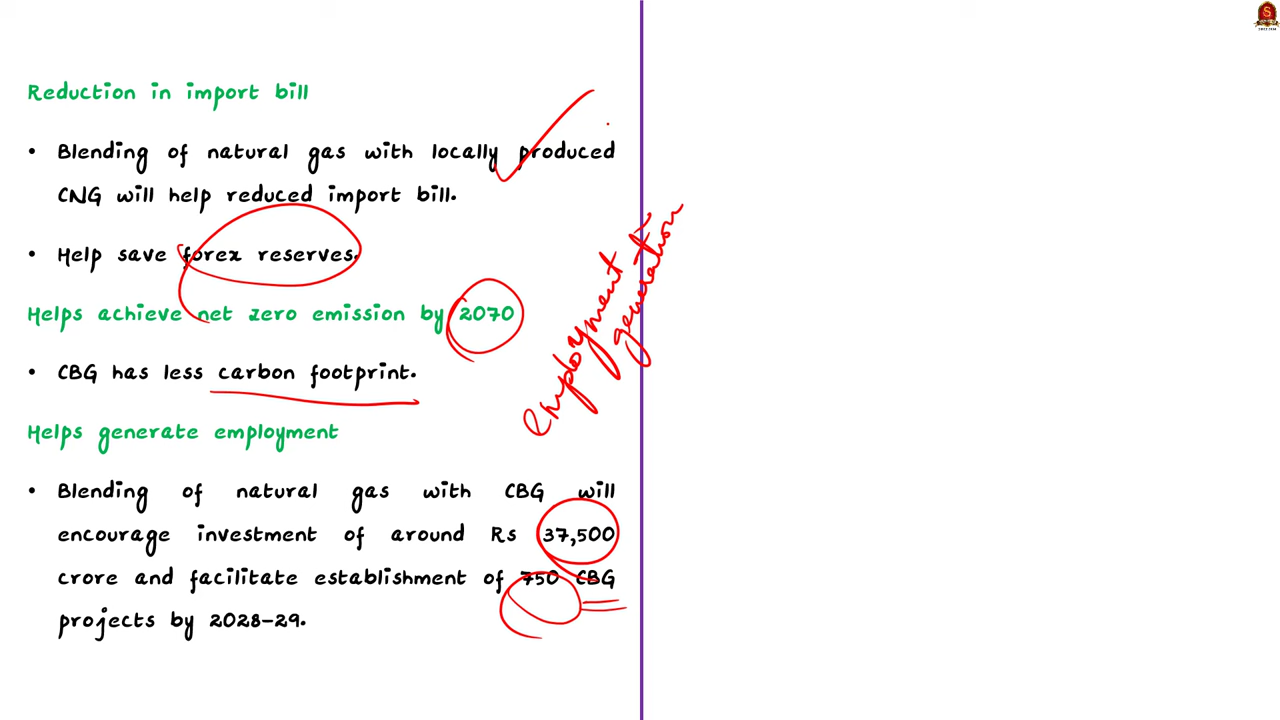 Reduction in import bill
• Blending of natural gas with locally produced
CNG will help reduced import bill.
• Help save forex reserves.
Helps achieve net zero emission by 2070
• CBG has less carbon footprint.
Employment
generation
Helps generate employment
• Blending of natural gas with CBG will
encourage investment of around Rs 37,500
crore and facilitate establishment of 750 CBG
projects by 2028-29.